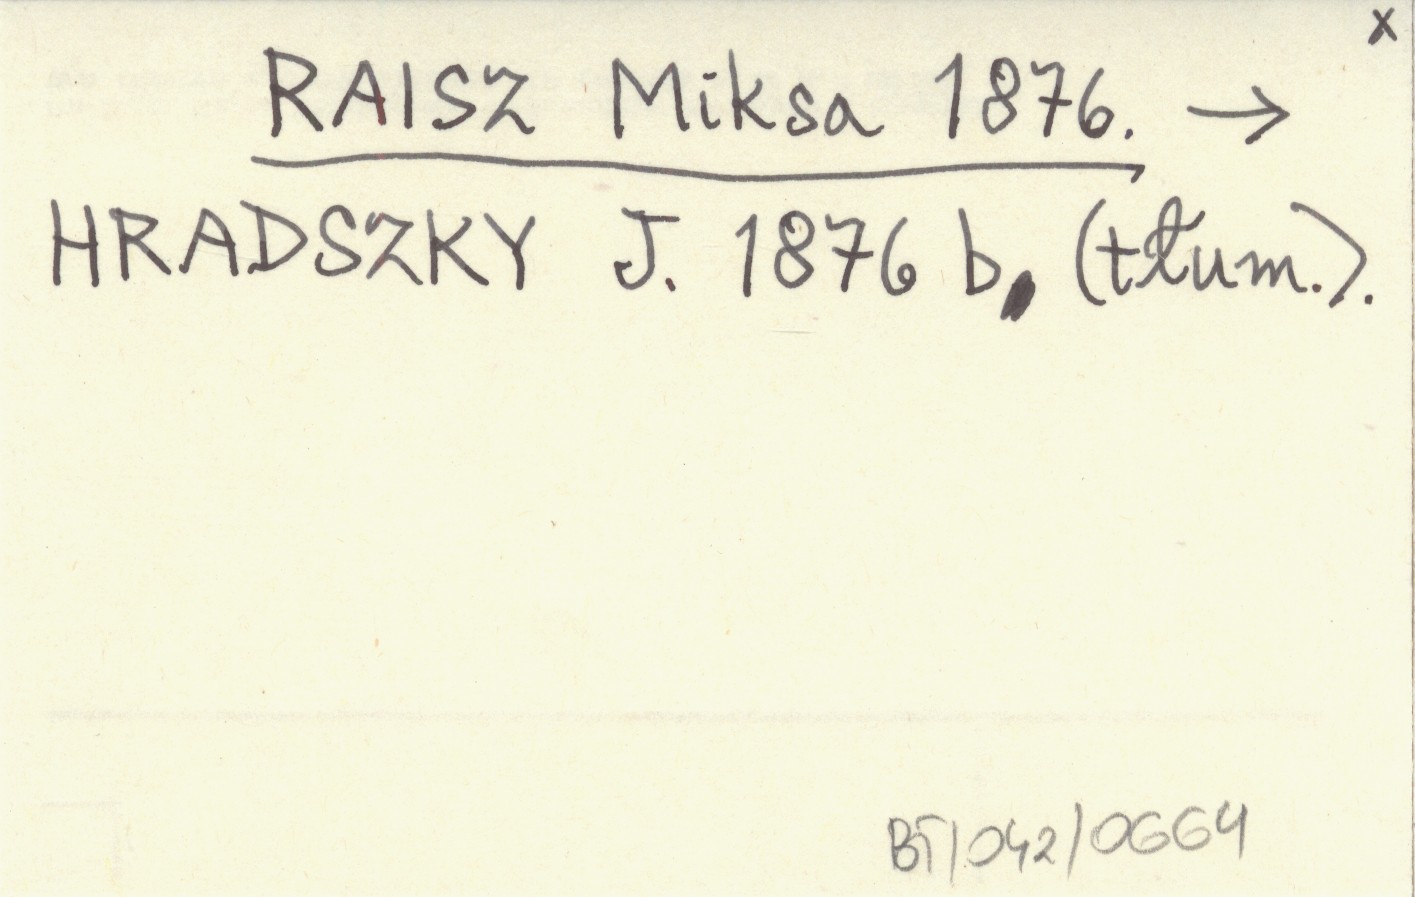 x
RAISZ Miksa 1876. →
HRADSZKY J. 1876 b, (tłum.).
BT/042/0664